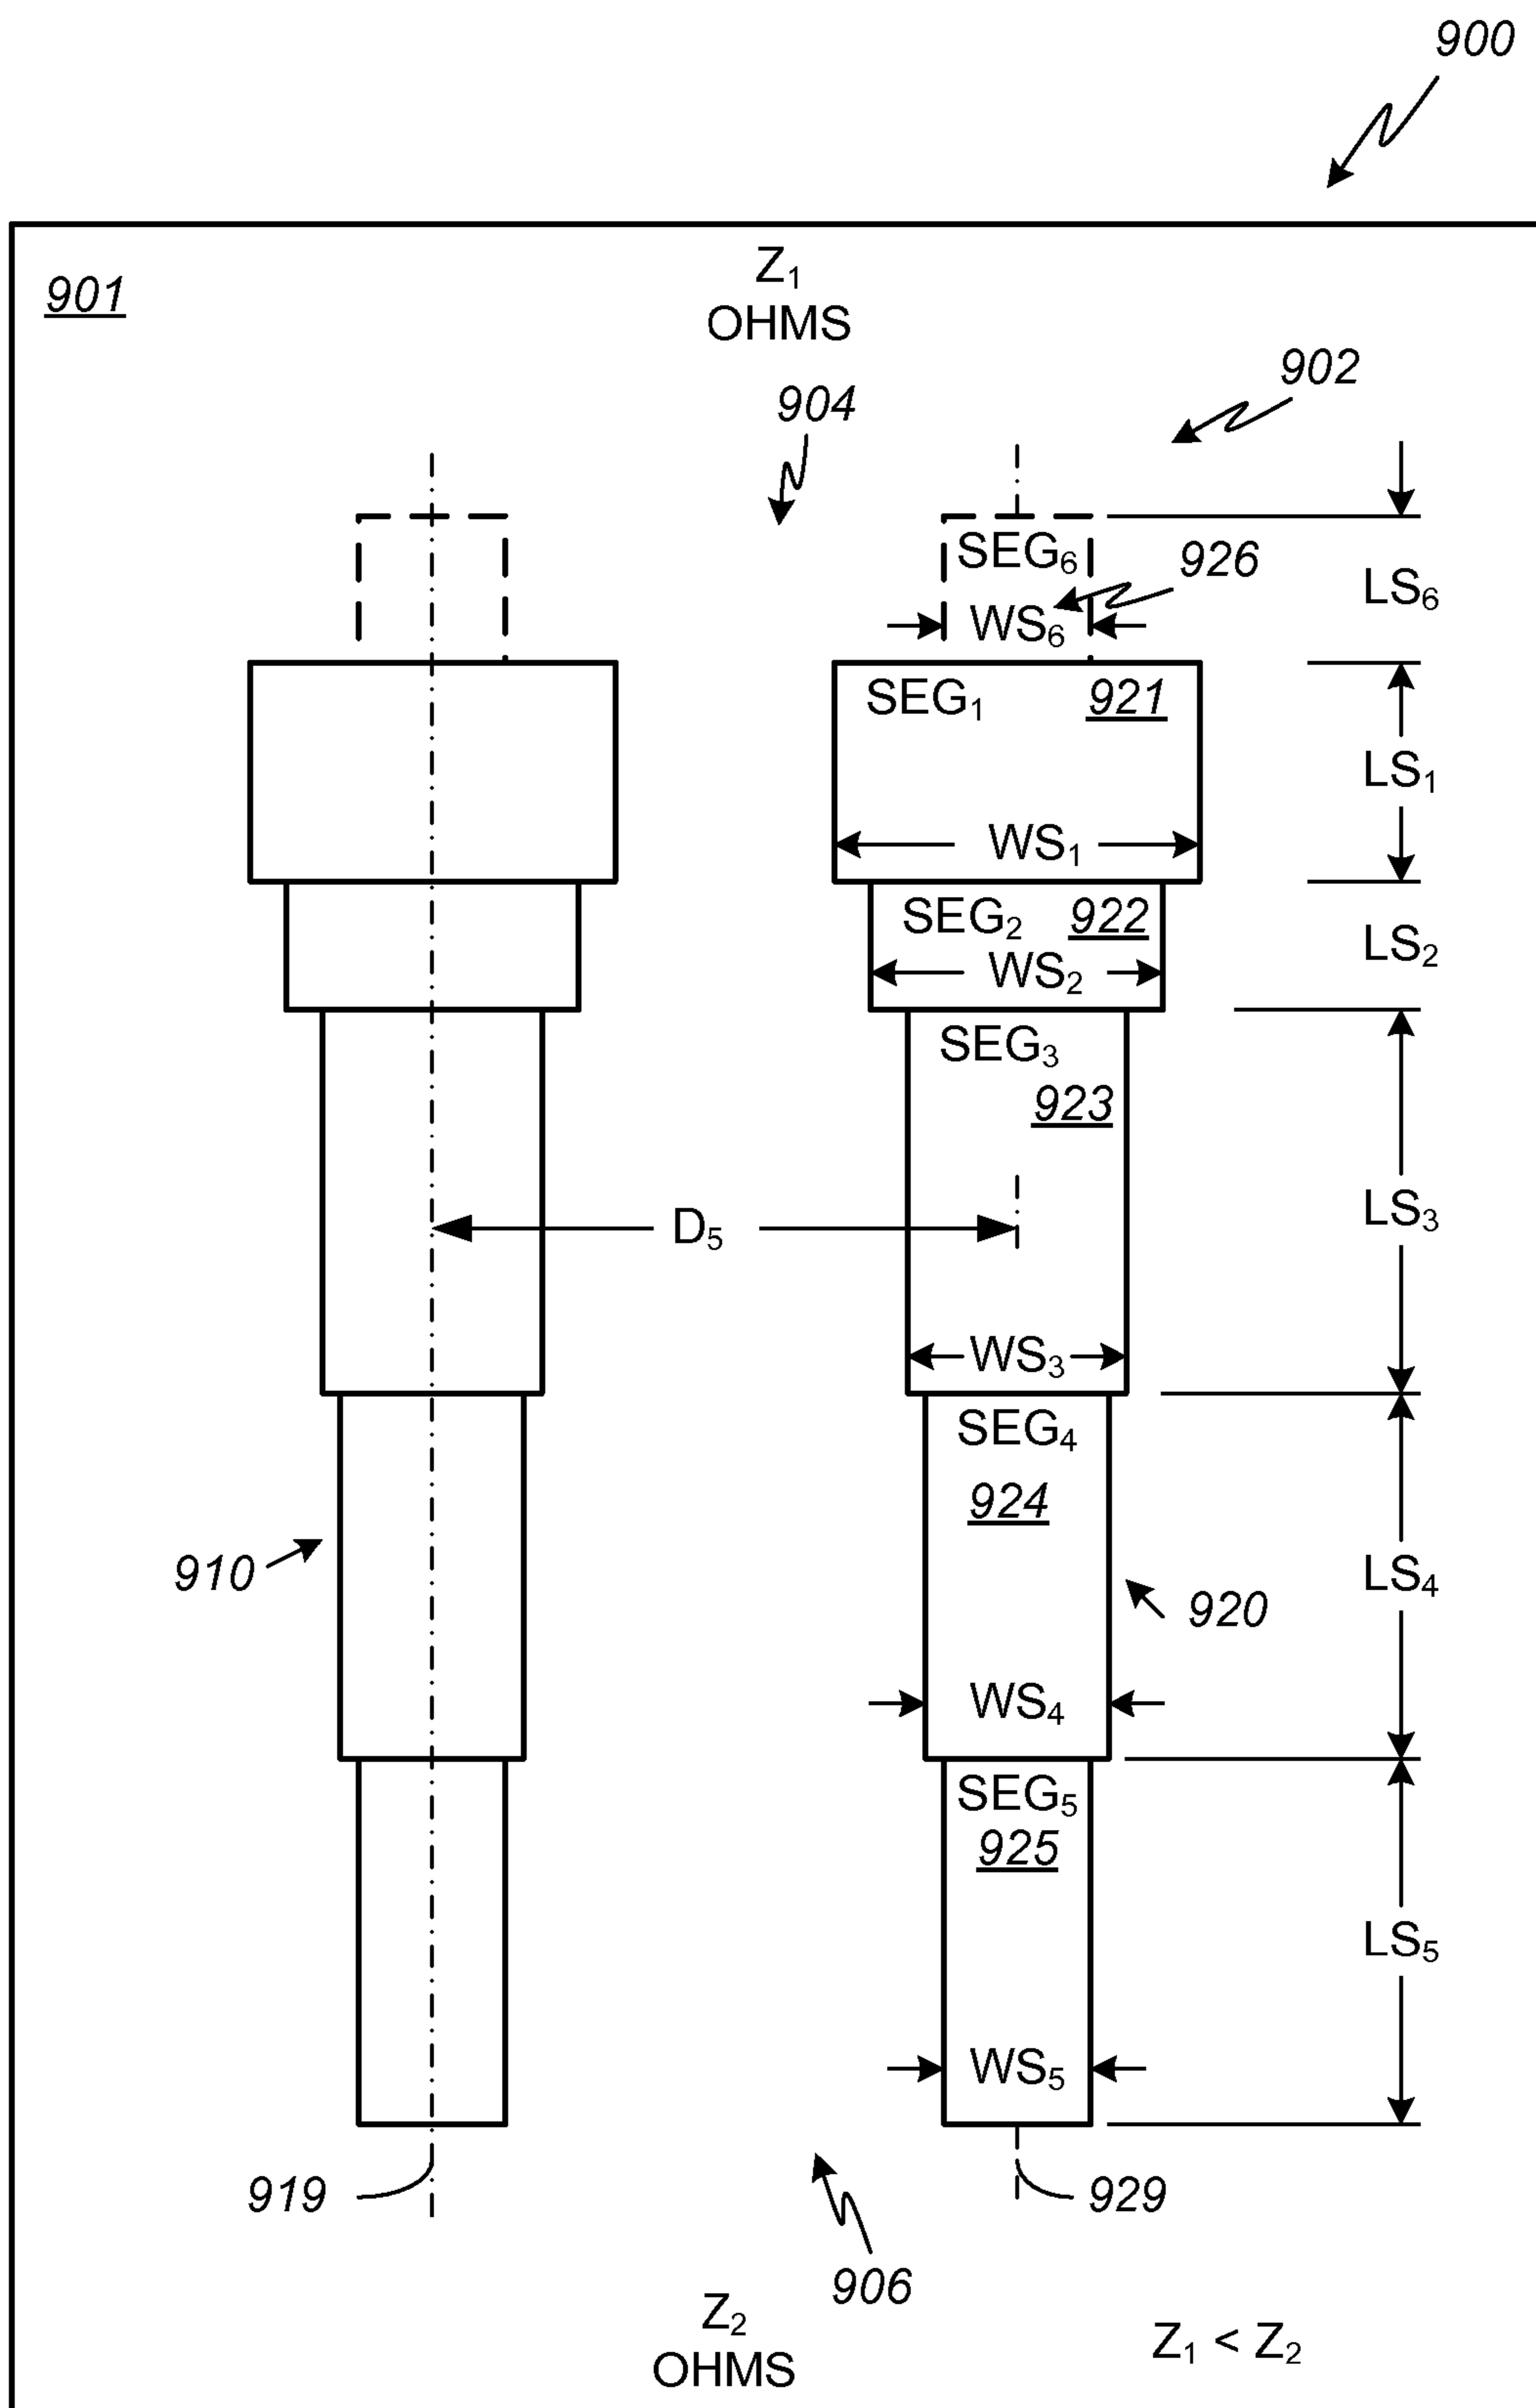 900
901
Z₁
OHMS
902
904
SEG₆
926
WS₆
LS₆
SEG₁ 921
WS₁
LS₁
SEG₂ 922
WS₂
LS₂
SEG₃
923
D₅
LS₃
WS₃
SEG₄
924
910
920
LS₄
WS₄
SEG₅
925
LS₅
WS₅
919
929
906
Z₂
OHMS
Z₁ < Z₂